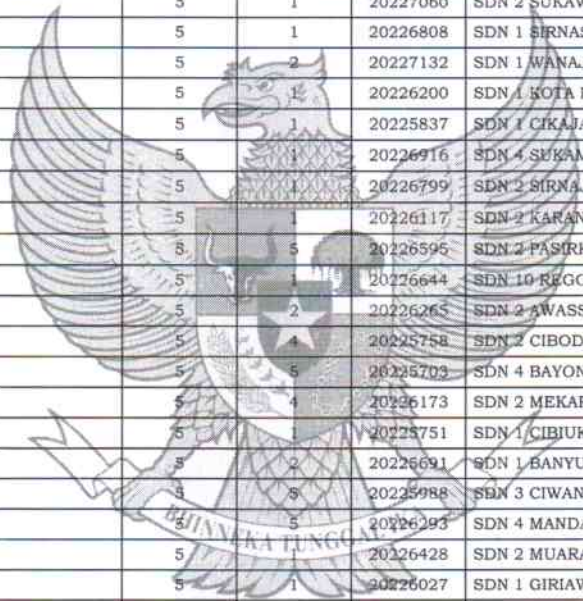 5 1 20227060 SDN 2 SUKAW
5 1 20226808 SDN 1 SIRNAS
5 2 20227132 SDN 1 WANA
5 1 20226200 SDN 1 KOTA
5 1 20225837 SDN 1 CIKAJA
5 1 20226916 SDN 4 SUKAM
5 1 20226799 SDN 2 SIRNA
5 1 20226117 SDN 2 KARAN
5 5 20226595 SDN 2 PASIR
5 1 20226644 SDN 10 REGO
5 2 20226265 SDN 2 AWASS
5 4 20225758 SDN 2 CIBOD
5 5 20225703 SDN 4 BAYON
5 4 20226173 SDN 2 MEKAR
5 1 20225751 SDN 1 CIBIUK
5 2 20225691 SDN 1 BANYU
5 5 20225988 SDN 3 CIWAN
5 5 20226293 SDN 4 MANDA
5 1 20226428 SDN 2 MUARA
5 1 20226027 SDN 1 GIRIAW
BHINNEKA TUNGGAL IKA